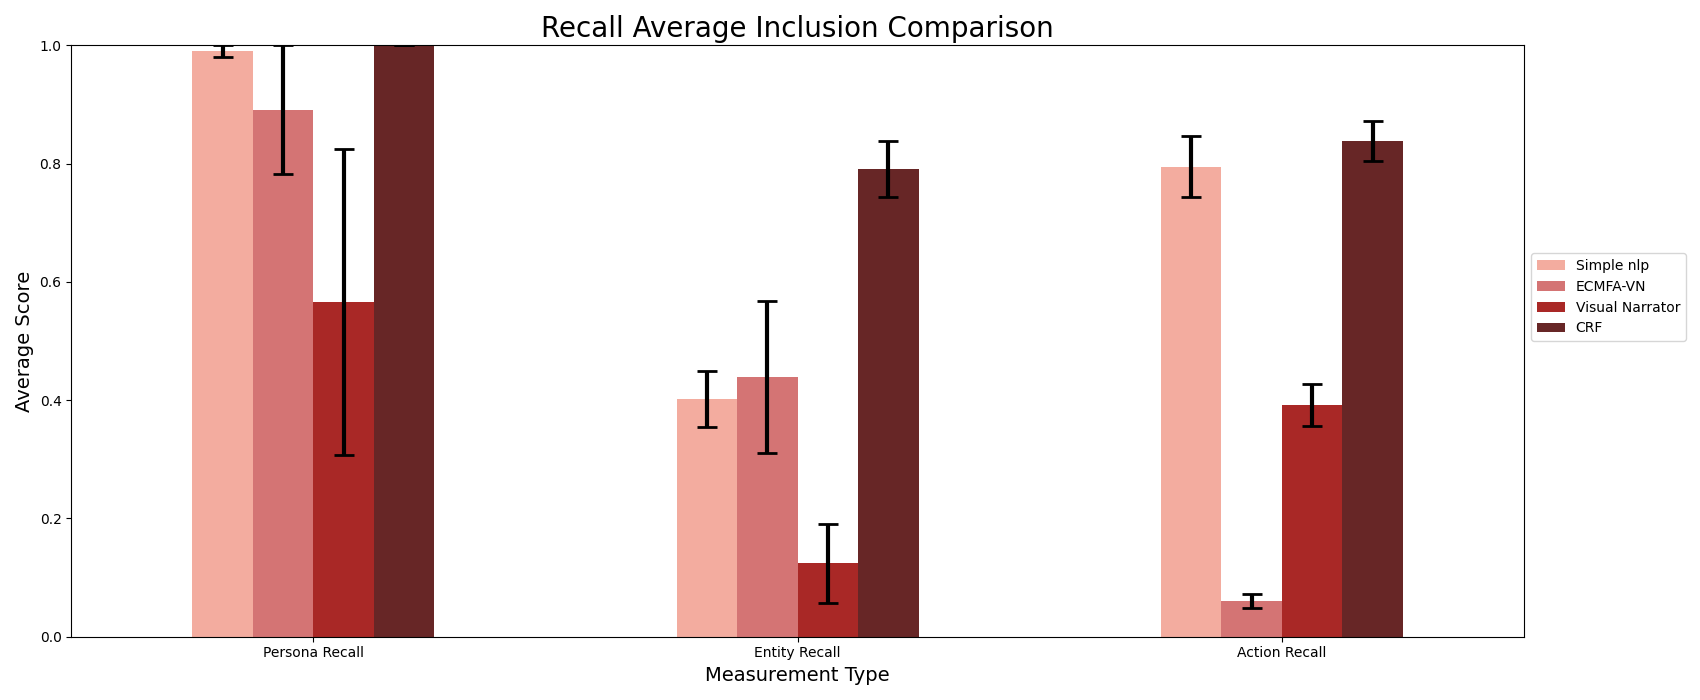 Recall Average Inclusion Comparison
Average Score
1.0
0.8
0.6
0.4
0.2
0.0
Persona Recall
Entity Recall
Action Recall
Measurement Type
Simple nlp
ECMFA-VN
Visual Narrator
CRF